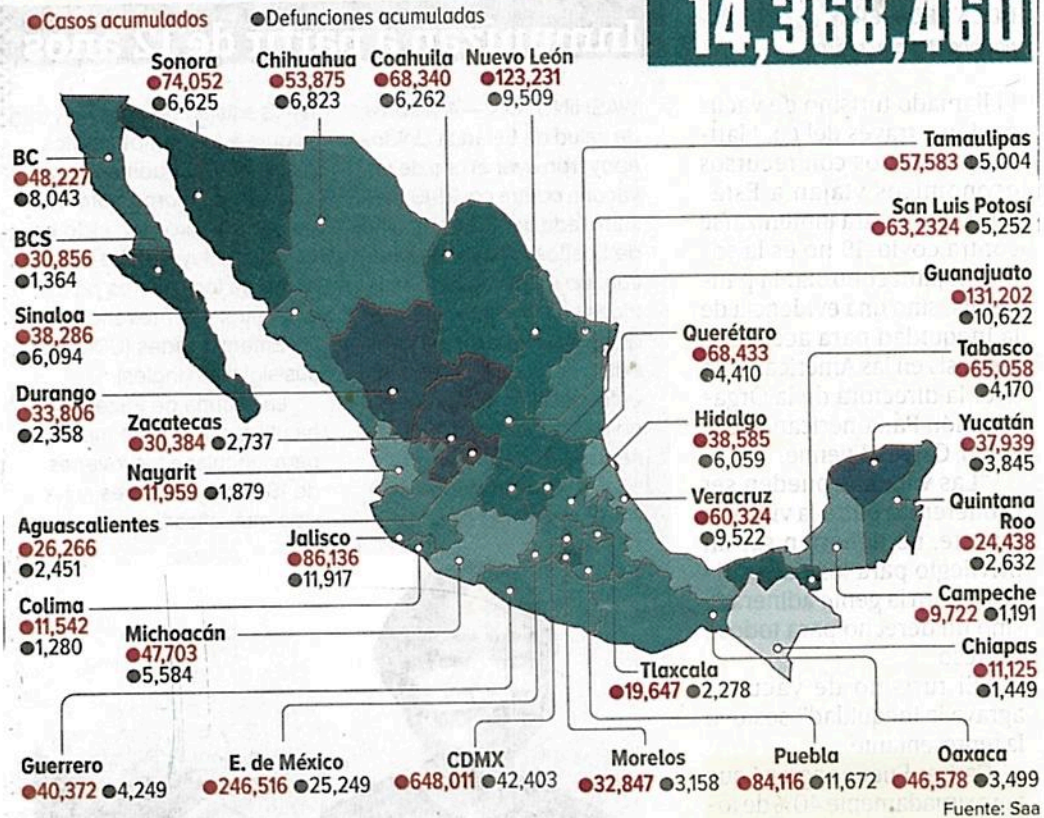 14,368,460
Casos acumulados
Defunciones acumuladas
Sonora
74,052
6,625
Chihuahua
53,875
6,823
Coahuila
68,340
6,262
Nuevo León
123,231
9,509
BC
48,227
8,043
BCS
30,856
1,364
Sinaloa
38,286
6,094
Durango
33,806
2,358
Zacatecas
30,384 2,737
Nayarit
11,959 1,879
Aguascalientes
26,266
2,451
Jalisco
86,136
11,917
Colima
11,542
1,280
Michoacán
47,703
5,584
Tamaulipas
57,583 5,004
San Luis Potosí
63,2324 5,252
Guanajuato
131,202
10,622
Querétaro
68,433
4,410
Tabasco
65,058
4,170
Hidalgo
38,585
6,059
Yucatán
37,939
3,845
Veracruz
60,324
9,522
Quintana
Roo
24,438
2,632
Campeche
9,722 1,191
Chiapas
11,125
1,449
Tlaxcala
19,647 2,278
Guerrero
40,372 4,249
E. de México
246,516 25,249
CDMX
648,011 42,403
Morelos
32,847 3,158
Puebla
84,116 11,672
Oaxaca
46,578 3,499
Fuente: Ssa